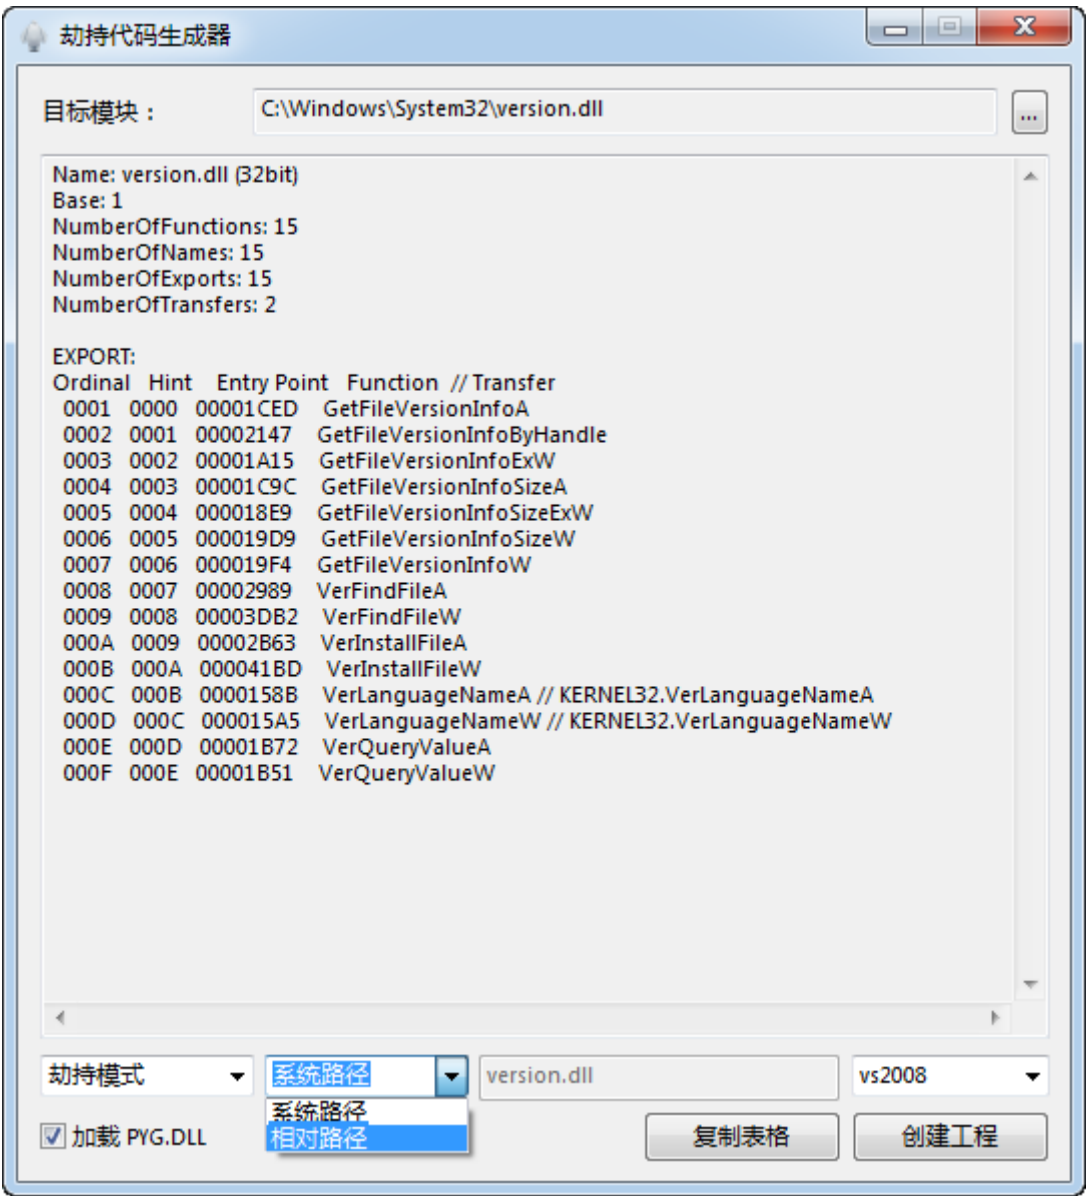 劫持代码生成器
目标模块： C:\Windows\System32\version.dll ...
Name: version.dll (32bit)
Base: 1
NumberOfFunctions: 15
NumberOfNames: 15
NumberOfExports: 15
NumberOfTransfers: 2
EXPORT:
Ordinal Hint Entry Point Function // Transfer
0001 0000 00001CED GetFileVersionInfoA
0002 0001 00002147 GetFileVersionInfoByHandle
0003 0002 00001A15 GetFileVersionInfoExW
0004 0003 00001C9C GetFileVersionInfoSizeA
0005 0004 000018E9 GetFileVersionInfoSizeExW
0006 0005 000019D9 GetFileVersionInfoSizeW
0007 0006 000019F4 GetFileVersionInfoW
0008 0007 00002989 VerFindFileA
0009 0008 00003DB2 VerFindFileW
000A 0009 00002B63 VerInstallFileA
000B 000A 000041BD VerInstallFileW
000C 000B 0000158B VerLanguageNameA // KERNEL32.VerLanguageNameA
000D 000C 000015A5 VerLanguageNameW // KERNEL32.VerLanguageNameW
000E 000D 00001B72 VerQueryValueA
000F 000E 00001B51 VerQueryValueW
劫持模式 系统路径 version.dll vs2008
系统路径
加载 PYG.DLL 相对路径 复制表格 创建工程